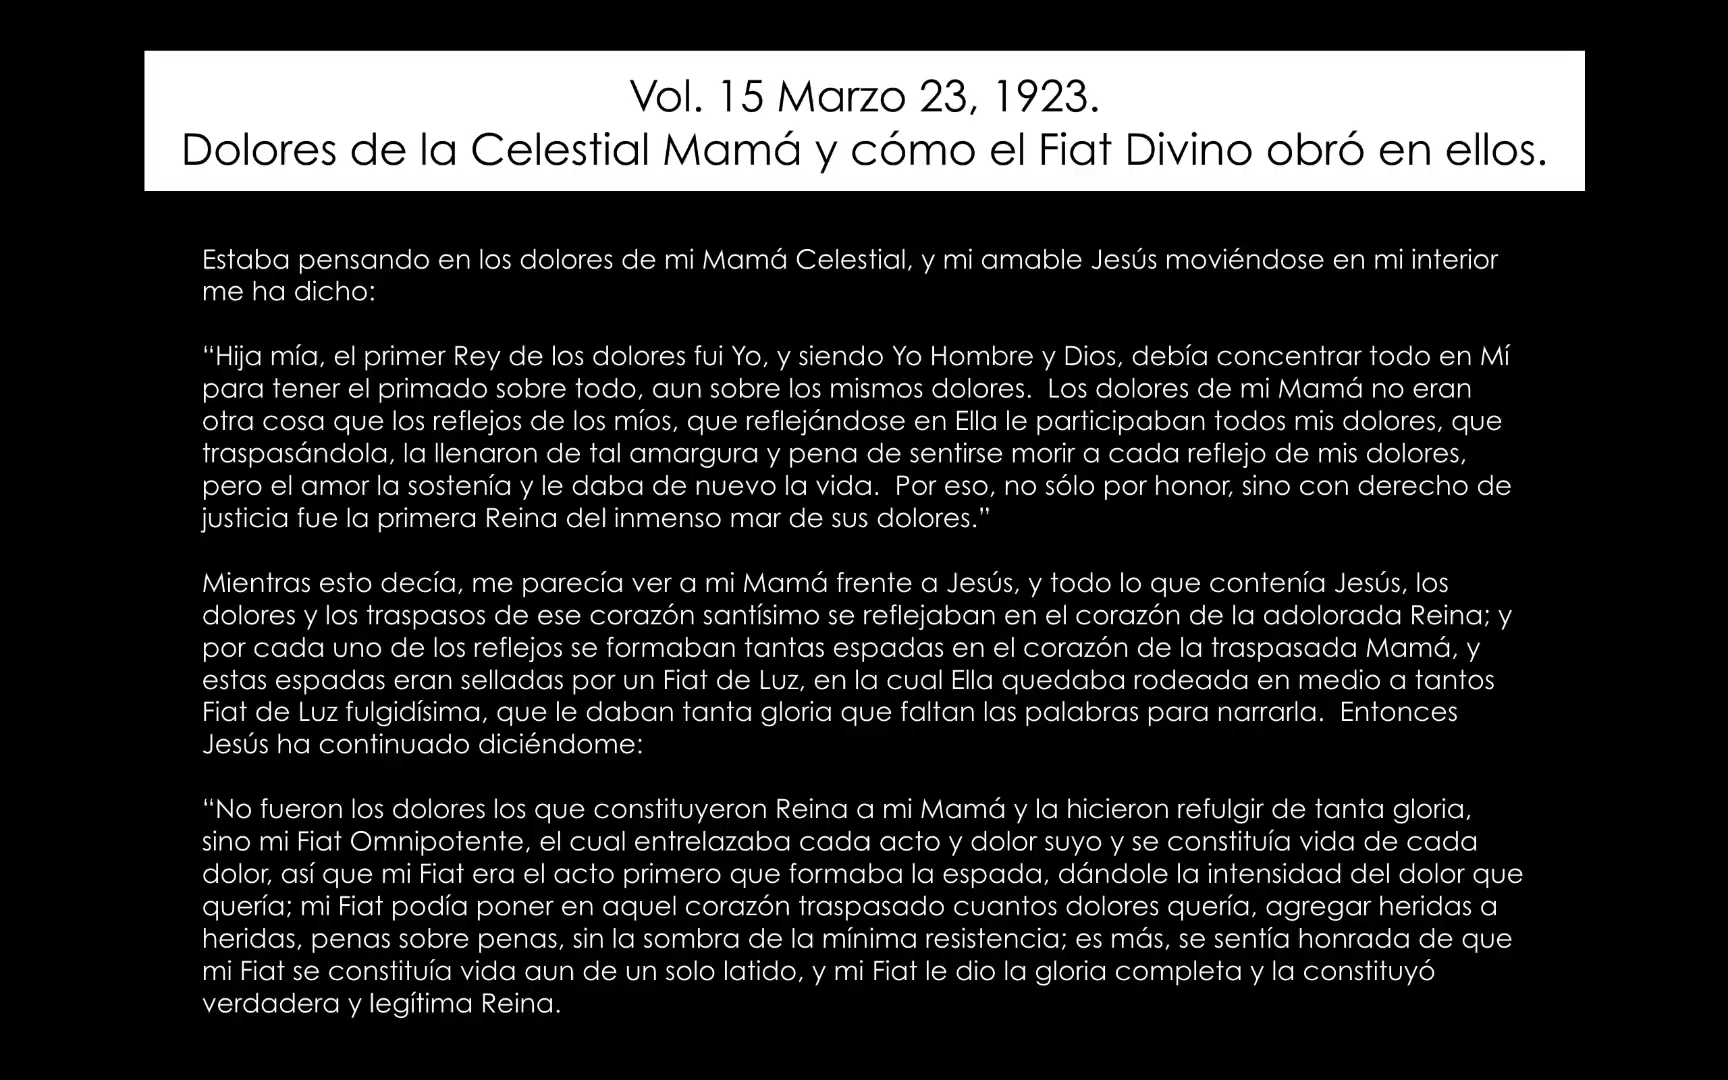 Vol. 15 Marzo 23, 1923.
Dolores de la Celestial Mamá y cómo el Fiat Divino obró en ellos.
Estaba pensando en los dolores de mi Mamá Celestial, y mi amable Jesús moviéndose en mi interior
me ha dicho:
“Hija mía, el primer Rey de los dolores fui Yo, y siendo Yo Hombre y Dios, debía concentrar todo en Mí
para tener el primado sobre todo, aun sobre los mismos dolores.  Los dolores de mi Mamá no eran
otra cosa que los reflejos de los míos, que reflejándose en Ella le participaban todos mis dolores, que
traspasándola, la llenaron de tal amargura y pena de sentirse morir a cada reflejo de mis dolores,
pero el amor la sostenía y le daba de nuevo la vida.  Por eso, no sólo por honor, sino con derecho de
justicia fue la primera Reina del inmenso mar de sus dolores.”
Mientras esto decía, me parecía ver a mi Mamá frente a Jesús, y todo lo que contenía Jesús, los
dolores y los traspasos de ese corazón santísimo se reflejaban en el corazón de la adolorada Reina; y
por cada uno de los reflejos se formaban tantas espadas en el corazón de la traspasada Mamá, y
estas espadas eran selladas por un Fiat de Luz, en la cual Ella quedaba rodeada en medio a tantos
Fiat de Luz fulgidísima, que le daban tanta gloria que faltan las palabras para narrarla.  Entonces
Jesús ha continuado diciéndome:
“No fueron los dolores los que constituyeron Reina a mi Mamá y la hicieron refulgir de tanta gloria,
sino mi Fiat Omnipotente, el cual entrelazaba cada acto y dolor suyo y se constituía vida de cada
dolor, así que mi Fiat era el acto primero que formaba la espada, dándole la intensidad del dolor que
quería; mi Fiat podía poner en aquel corazón traspasado cuantos dolores quería, agregar heridas a
heridas, penas sobre penas, sin la sombra de la mínima resistencia; es más, se sentía honrada de que
mi Fiat se constituía vida aun de un solo latido, y mi Fiat le dio la gloria completa y la constituyó
verdadera y legítima Reina.